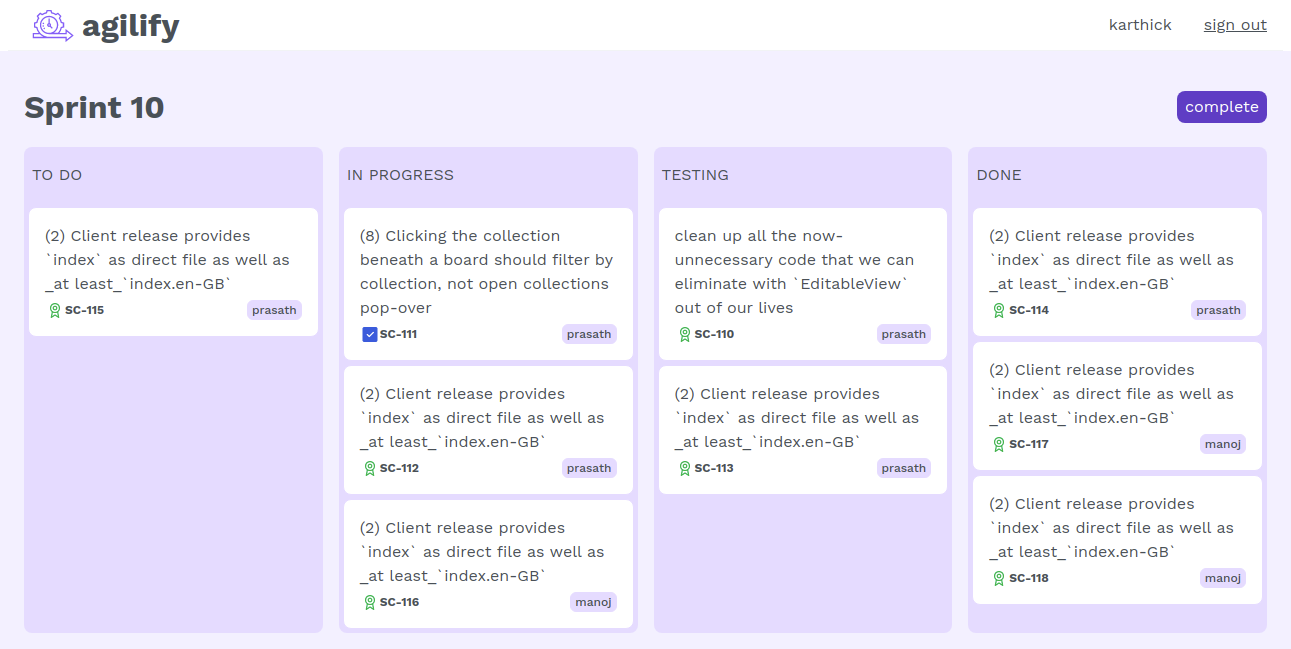 agilify
karthick
sign out
Sprint 10
complete
TO DO
(2) Client release provides
`index` as direct file as well as
_at least_`index.en-GB`
SC-115
prasath
IN PROGRESS
(8) Clicking the collection
beneath a board should filter by
collection, not open collections
pop-over
SC-111
prasath
(2) Client release provides
`index` as direct file as well as
_at least_`index.en-GB`
SC-112
prasath
(2) Client release provides
`index` as direct file as well as
_at least_`index.en-GB`
SC-116
manoj
TESTING
clean up all the now-
unnecessary code that we can
eliminate with `EditableView`
out of our lives
SC-110
prasath
(2) Client release provides
`index` as direct file as well as
_at least_`index.en-GB`
SC-113
prasath
DONE
(2) Client release provides
`index` as direct file as well as
_at least_`index.en-GB`
SC-114
prasath
(2) Client release provides
`index` as direct file as well as
_at least_`index.en-GB`
SC-117
manoj
(2) Client release provides
`index` as direct file as well as
_at least_`index.en-GB`
SC-118
manoj